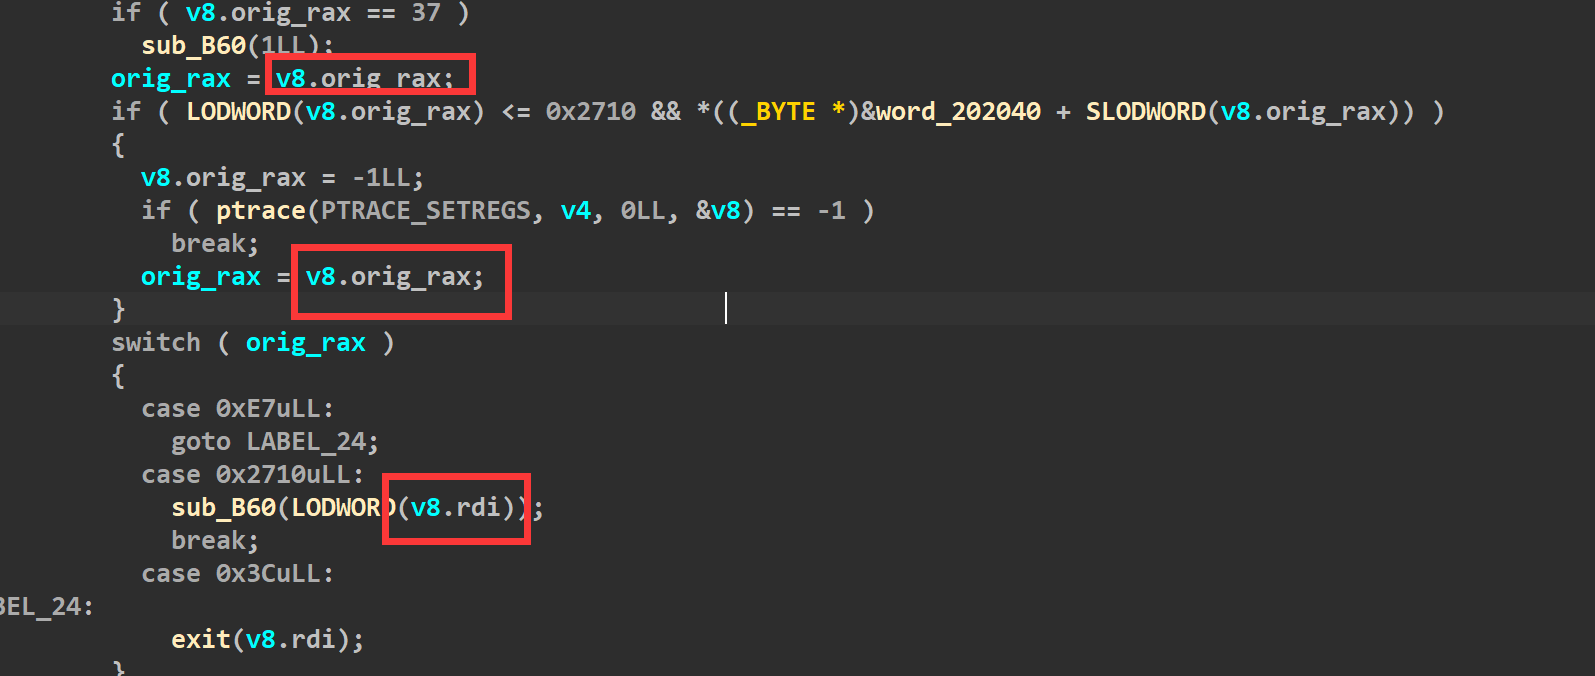 if ( v8.orig_rax == 37 )
sub_B60(1LL);
orig_rax = v8.orig_rax;
if ( LODWORD(v8.orig_rax) <= 0x2710 && *((_BYTE *)&word_202040 + SLODWORD(v8.orig_rax)) )
{
v8.orig_rax = -1LL;
if ( ptrace(PTRACE_SETREGS, v4, 0LL, &v8) == -1 )
break;
orig_rax = v8.orig_rax;
}
switch ( orig_rax )
{
case 0xE7uLL:
goto LABEL_24;
case 0x2710uLL:
sub_B60(LODWORD(v8.rdi));
break;
case 0x3CuLL:
BEL_24:
exit(v8.rdi);
}